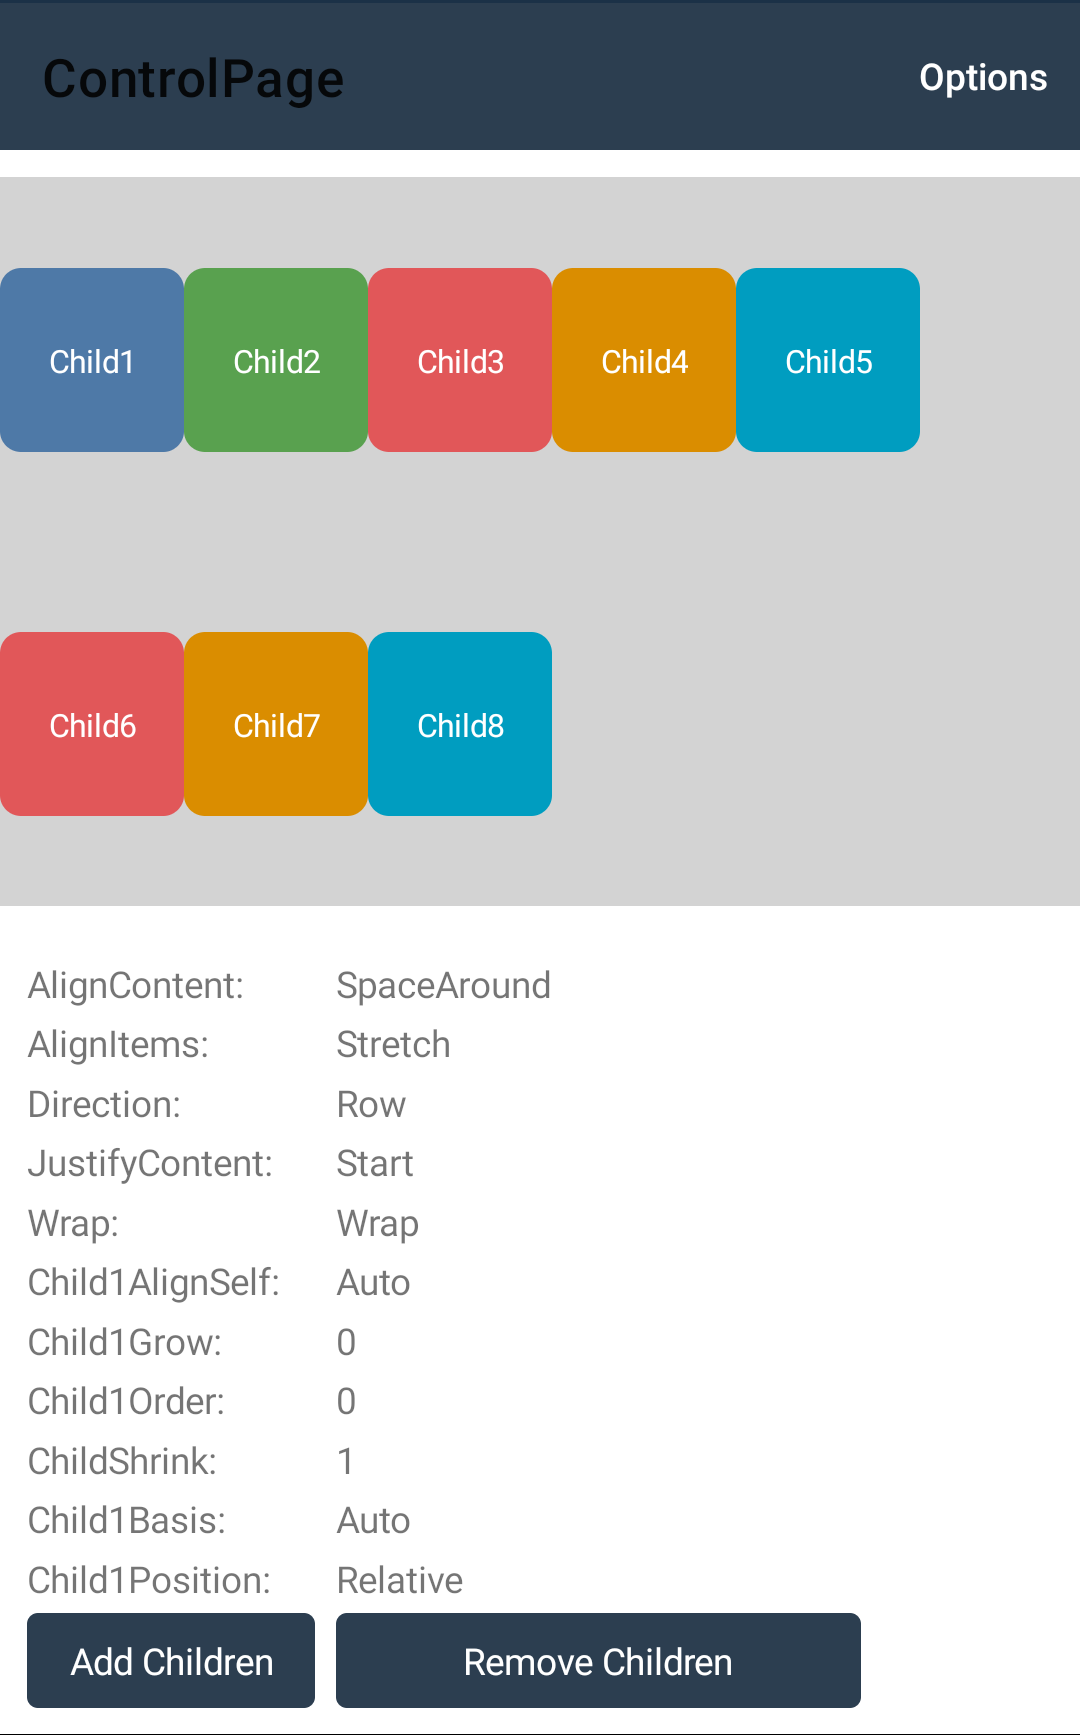 ControlPage
Options
Child1 Child2 Child3 Child4 Child5
Child6 Child7 Child8
AlignContent: SpaceAround
AlignItems: Stretch
Direction: Row
JustifyContent: Start
Wrap: Wrap
Child1AlignSelf: Auto
Child1Grow: 0
Child1Order: 0
ChildShrink: 1
Child1Basis: Auto
Child1Position: Relative
Add Children Remove Children